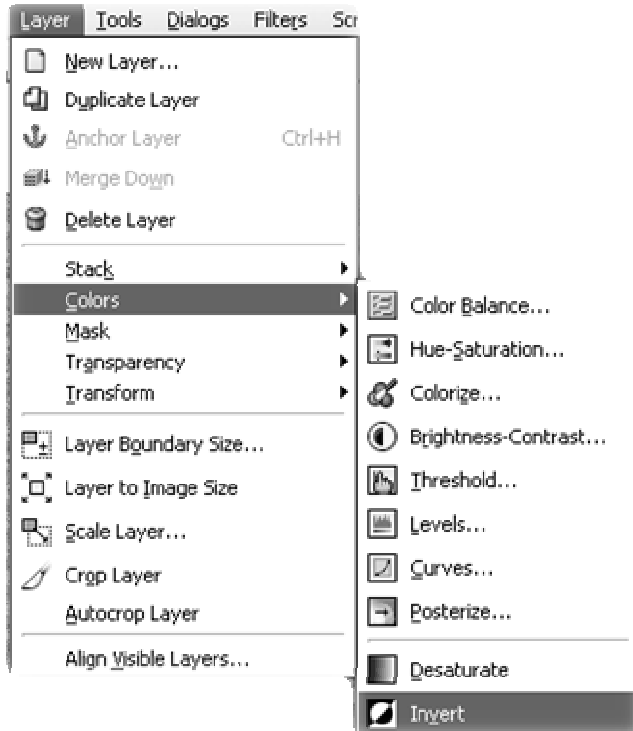 Layer Tools Dialogs Filters Scr
New Layer...
Duplicate Layer
Anchor Layer Ctrl+H
Merge Down
Delete Layer
Stack
Colors
Mask
Transparency
Transform
Layer Boundary Size...
Layer to Image Size
Scale Layer...
Crop Layer
Autocrop Layer
Align Visible Layers...
Color Balance...
Hue-Saturation...
Colorize...
Brightness-Contrast...
Threshold...
Levels...
Curves...
Posterize...
Desaturate
Invert